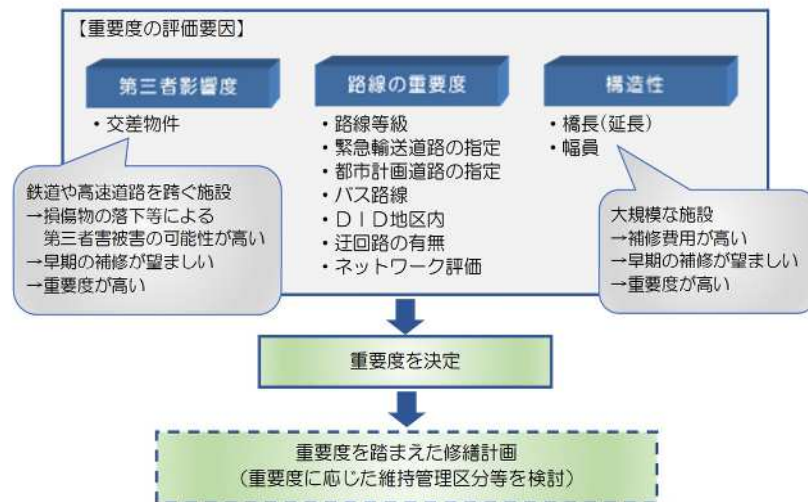 【重要度の評価要因】
第三者影響度
・交差物件
鉄道や高速道路を跨ぐ施設
→損傷物の落下等による
第三者害被害の可能性が高い
→早期の補修が望ましい
→重要度が高い
路線の重要度
・路線等級
・緊急輸送道路の指定
・都市計画道路の指定
・バス路線
・ＤＩＤ地区内
・迂回路の有無
・ネットワーク評価
構造性
・橋長(延長)
・幅員
大規模な施設
→補修費用が高い
→早期の補修が望ましい
→重要度が高い
重要度を決定
重要度を踏まえた修繕計画
（重要度に応じた維持管理区分等を検討）